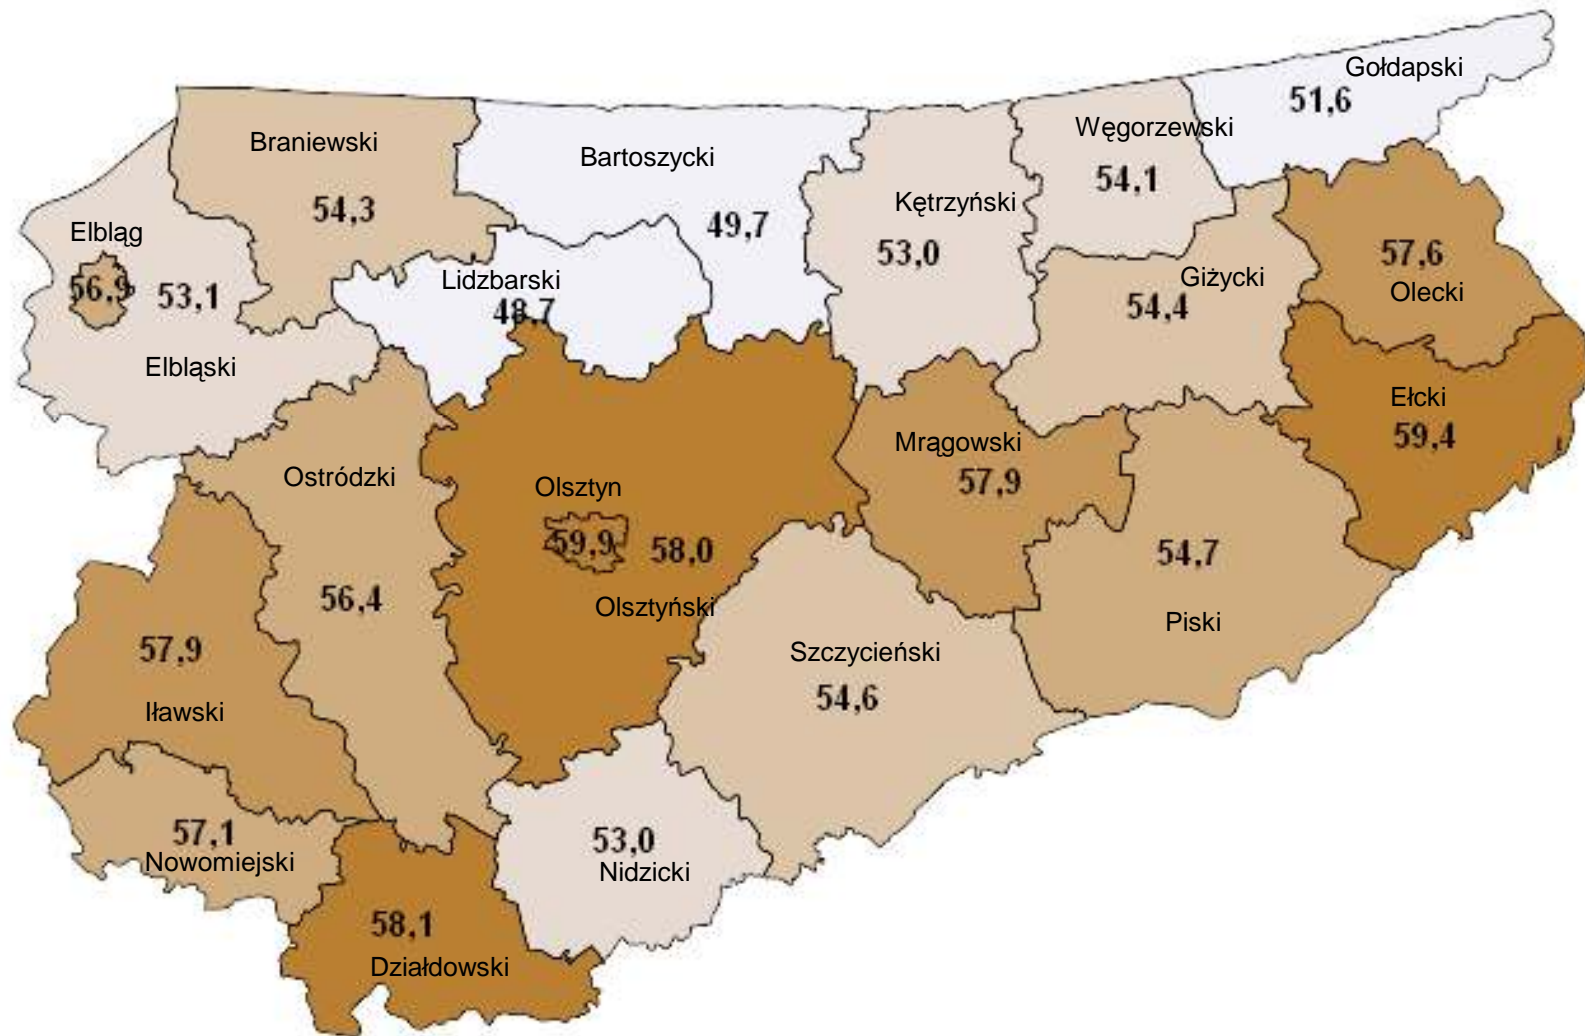 Gołdapski
51,6
Braniewski
54,3
Bartoszycki
49,7
Węgorzewski
54,1
Kętrzyński
53,0
Elbląg
56,9
53,1
Elbląski
Lidzbarski
48,7
Giżycki
54,4
57,6
Olecki
Ełcki
59,4
Mrągowski
57,9
Ostródzki
56,4
Olsztyn
59,9
58,0
Olsztyński
54,7
Piski
Szczycieński
54,6
57,9
Iławski
57,1
Nowomiejski
53,0
Nidzicki
58,1
Działdowski